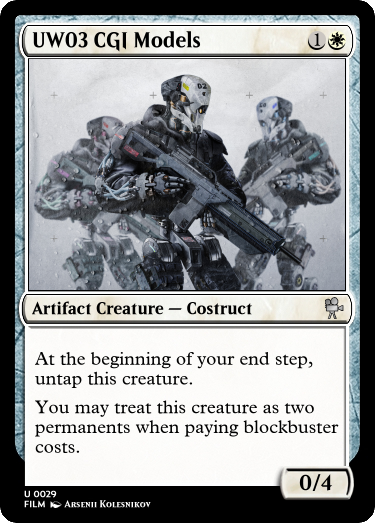 UW03 CGI Models
1
Artifact Creature — Costruct
At the beginning of your end step,
untap this creature.
You may treat this creature as two
permanents when paying blockbuster
costs.
0/4
U 0029
FILM Arsenii Kolesnikov